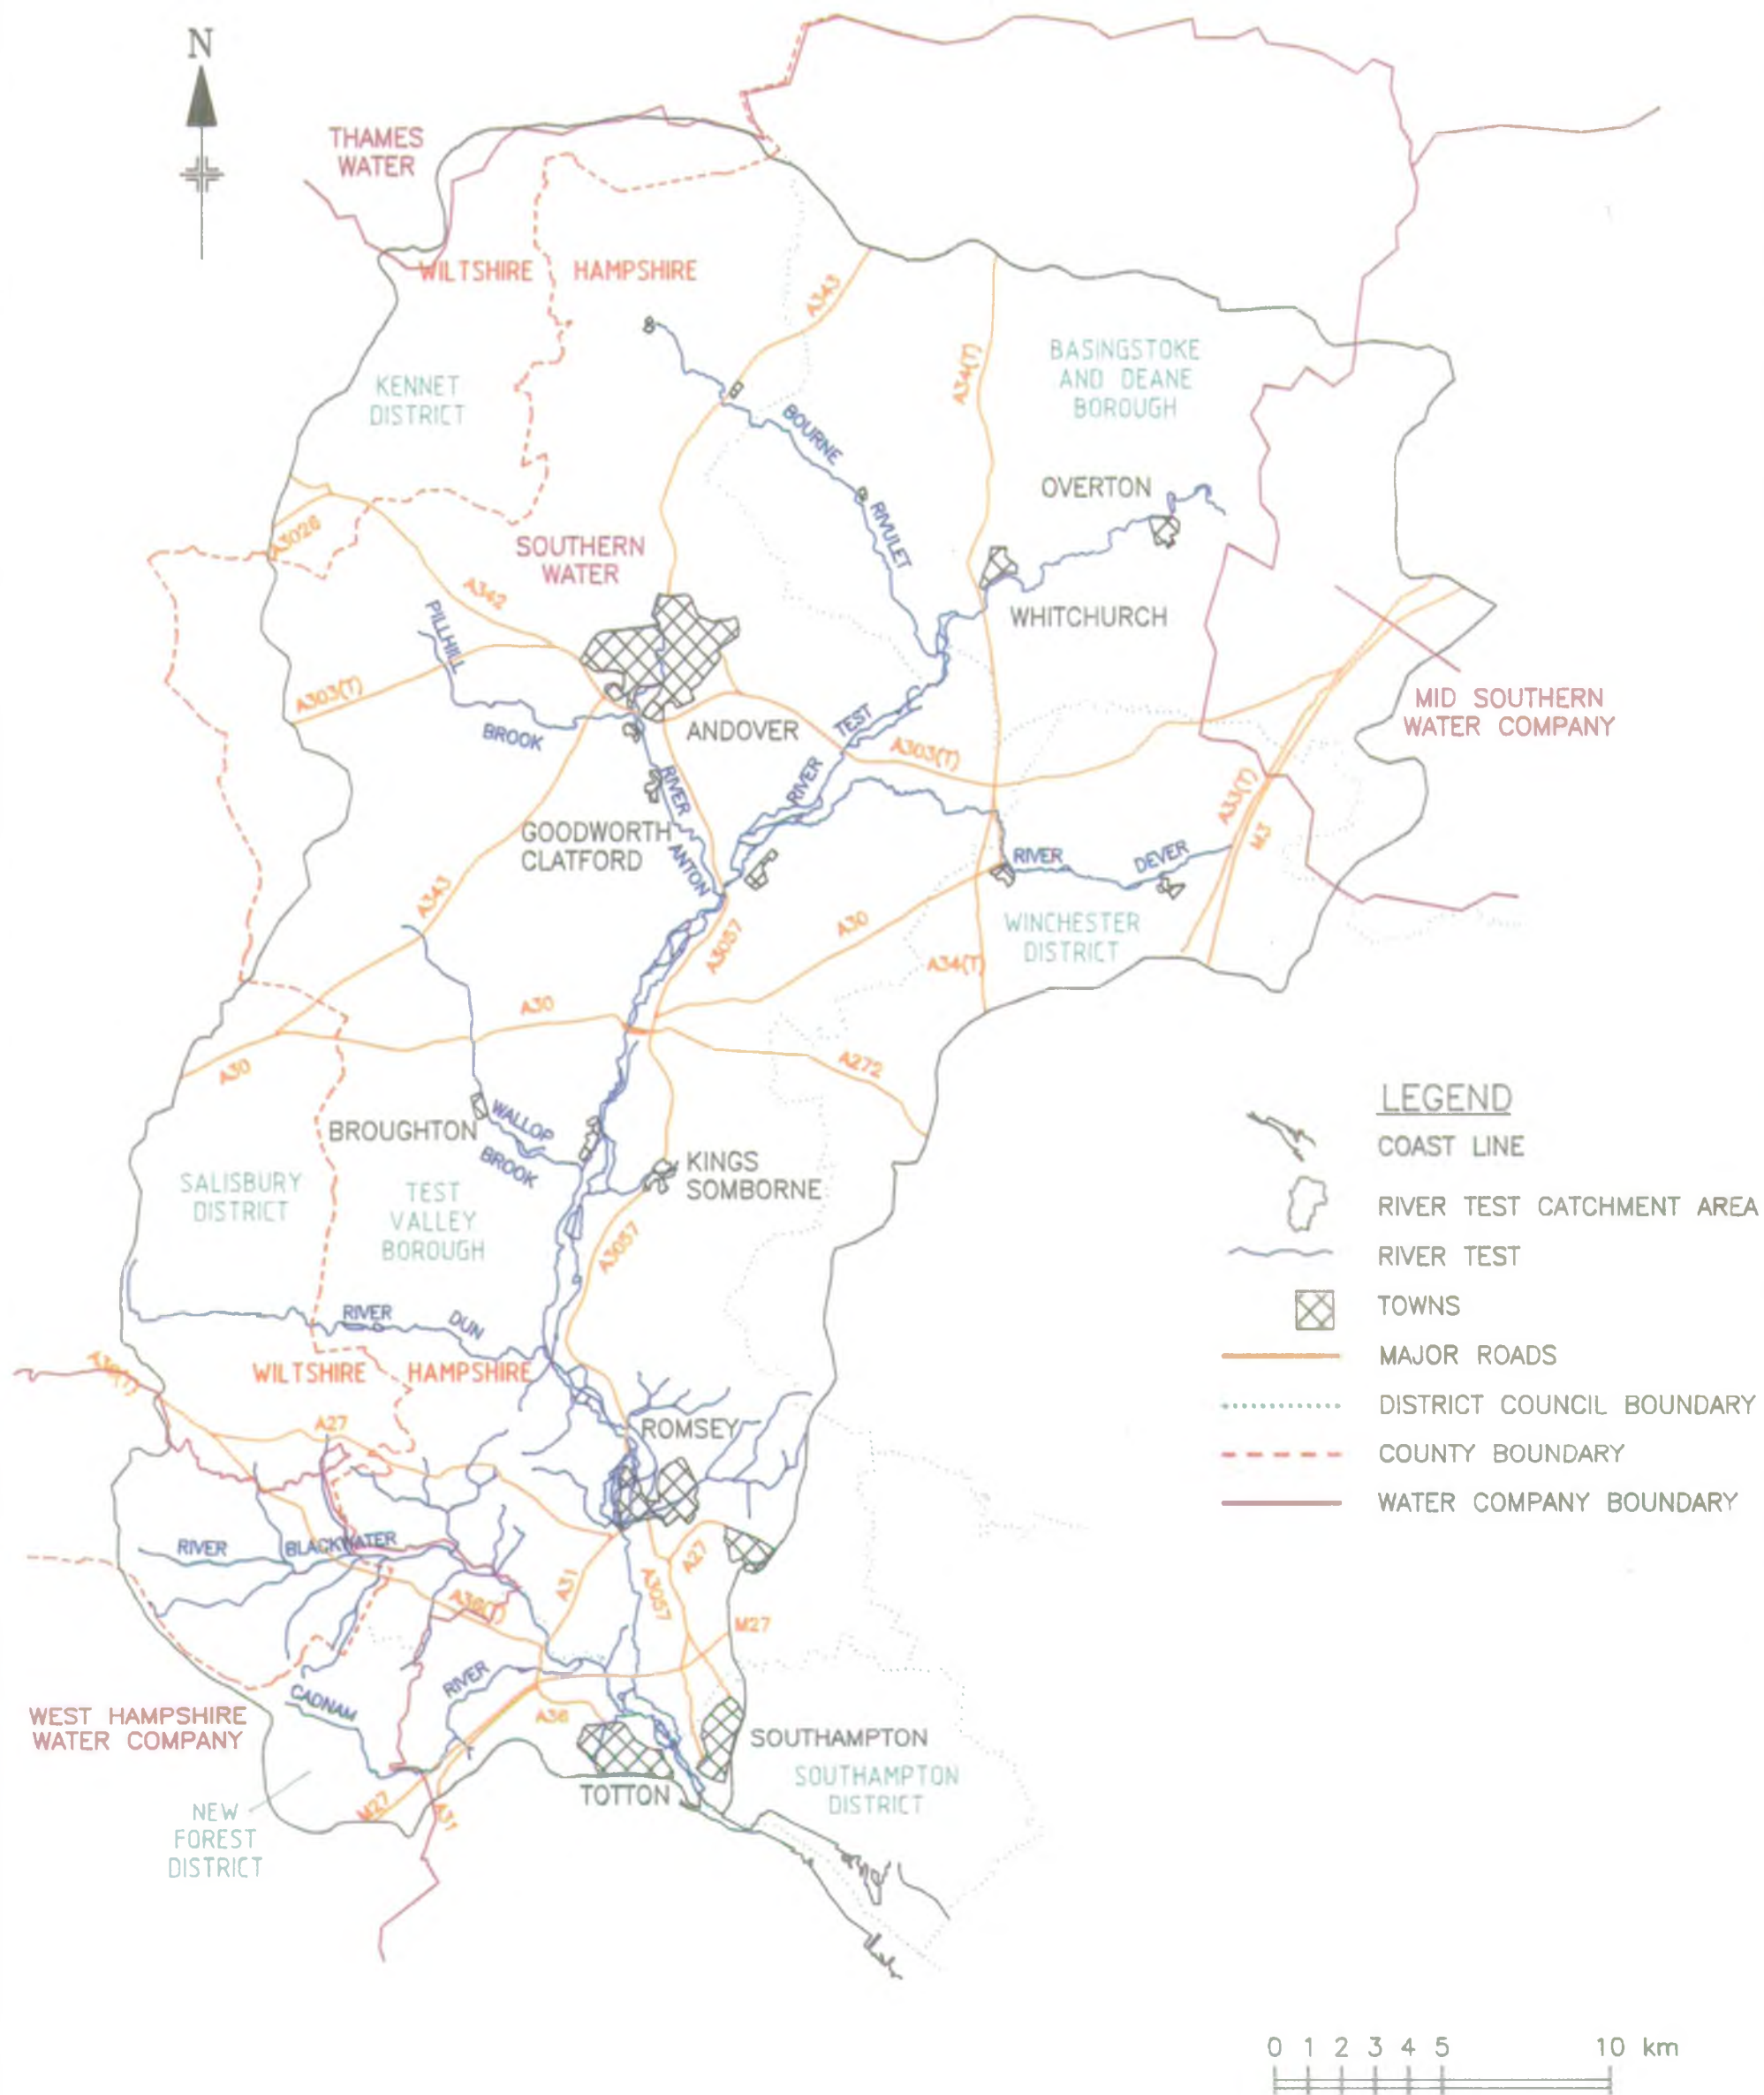 N
THAMES
WATER
WILTSHIRE
HAMPSHIRE
A343
KENNET
DISTRICT
A34(T)
BASINGSTOKE
AND DEANE
BOROUGH
BOURNE
RIVULET
OVERTON
A3026
SOUTHERN
WATER
A342
PILLHILL
BROOK
WHITCHURCH
A303(T)
ANDOVER
RIVER
TEST
A303(T)
MID SOUTHERN
WATER COMPANY
RIVER
ANTON
GOODWORTH
CLATFORD
A33(T)
M3
RIVER
DEVER
A343
A30
A3057
WINCHESTER
DISTRICT
A34(T)
A30
A30
A272
BROUGHTON
WALLOP
BROOK
KINGS
SOMBORNE
SALISBURY
DISTRICT
TEST
VALLEY
BOROUGH
A3057
RIVER
DUN
WILTSHIRE
HAMPSHIRE
A36(T)
A27
ROMSEY
RIVER
BLACKWATER
A36(T)
A31
A3057
A27
M27
RIVER
CADNAM
A36
WEST HAMPSHIRE
WATER COMPANY
SOUTHAMPTON
SOUTHAMPTON
DISTRICT
TOTTON
NEW
FOREST
DISTRICT
M27
A31
LEGEND
COAST LINE
RIVER TEST CATCHMENT AREA
RIVER TEST
TOWNS
MAJOR ROADS
DISTRICT COUNCIL BOUNDARY
COUNTY BOUNDARY
WATER COMPANY BOUNDARY
0 1 2 3 4 5 10 km